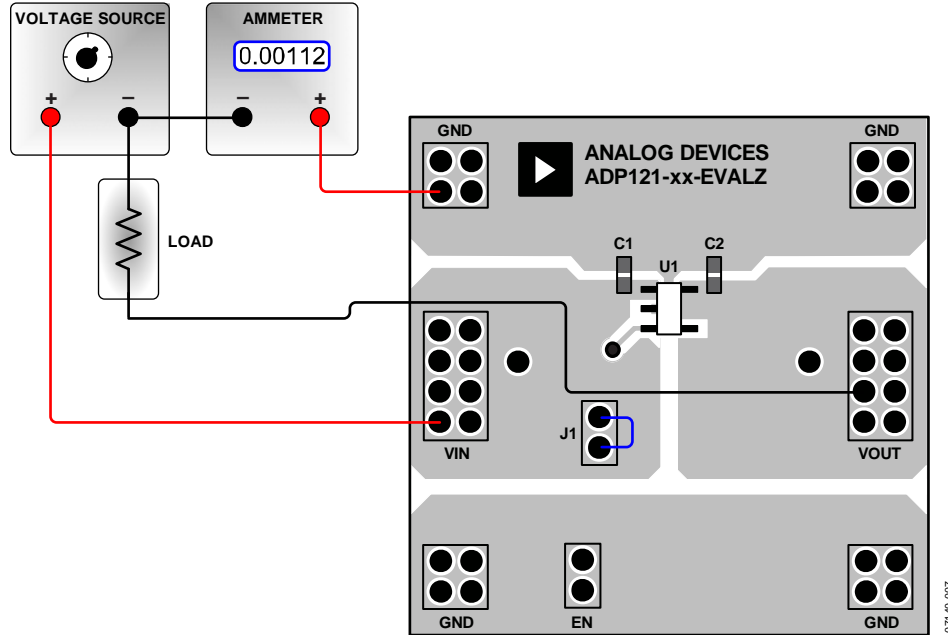 VOLTAGE SOURCE
AMMETER
0.00112
+
–
–
+
LOAD
GND
ANALOG DEVICES
ADP121-xx-EVALZ
GND
C1
C2
U1
J1
VIN
VOUT
GND
EN
GND